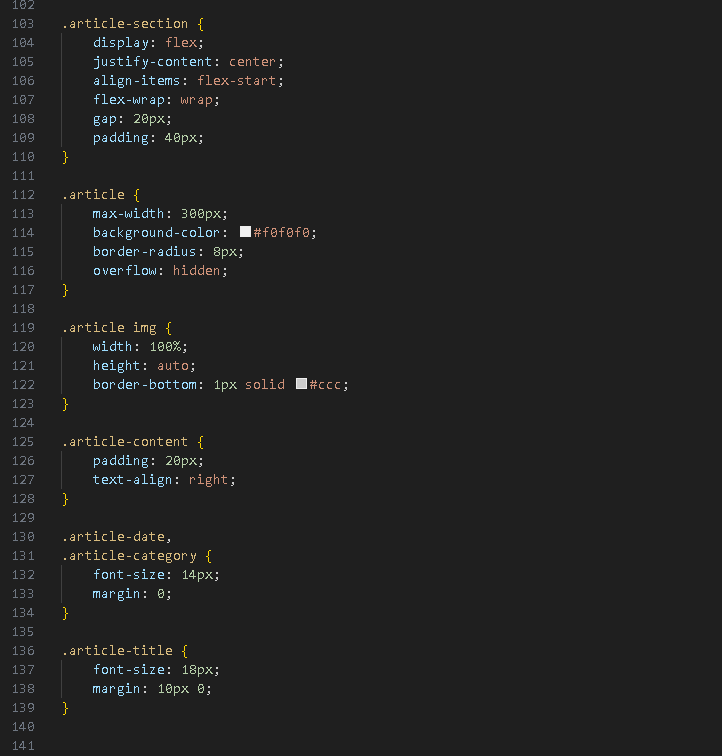 102
103 .article-section {
104     display: flex;
105     justify-content: center;
106     align-items: flex-start;
107     flex-wrap: wrap;
108     gap: 20px;
109     padding: 40px;
110 }
111
112 .article {
113     max-width: 300px;
114     background-color: #f0f0f0;
115     border-radius: 8px;
116     overflow: hidden;
117 }
118
119 .article img {
120     width: 100%;
121     height: auto;
122     border-bottom: 1px solid #ccc;
123 }
124
125 .article-content {
126     padding: 20px;
127     text-align: right;
128 }
129
130 .article-date,
131 .article-category {
132     font-size: 14px;
133     margin: 0;
134 }
135
136 .article-title {
137     font-size: 18px;
138     margin: 10px 0;
139 }
140
141